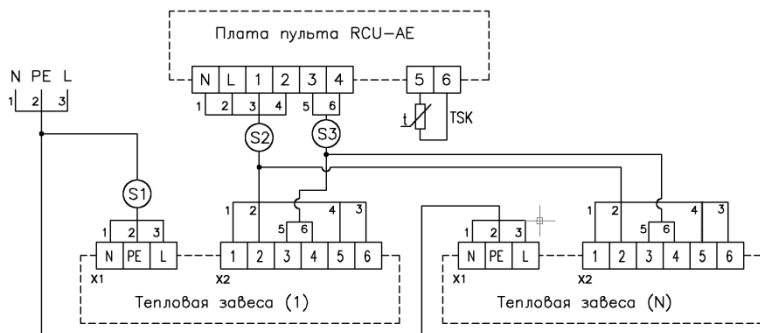 Плата пульта RCU-AE
N PE L
N L 1 2 3 4 5 6
1 2 3
1 2 3 4 5 6
t TSK
S2 S3
S1
1 2 4 3 1 2 4 3
1 2 3 5 6 1 2 3 5 6
N PE L 1 2 3 4 5 6 N PE L 1 2 3 4 5 6
X1 X2 X1 X2
Тепловая завеса (1) Тепловая завеса (N)